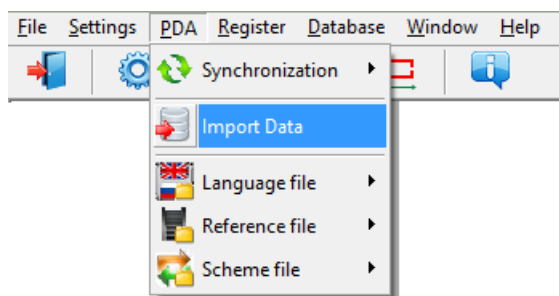 File Settings PDA Register Database Window Help
Synchronization
Import Data
Language file
Reference file
Scheme file